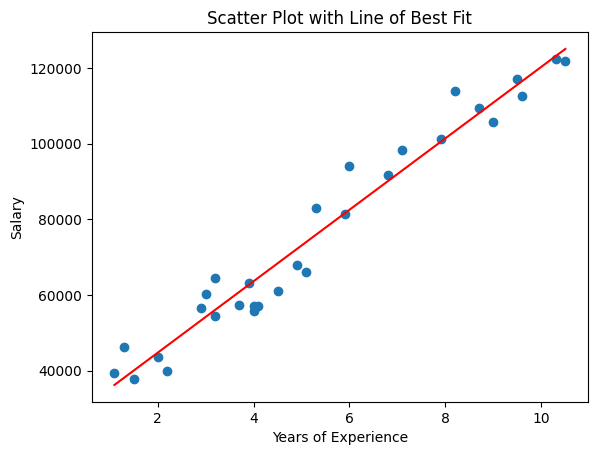 Scatter Plot with Line of Best Fit
120000
100000
80000
60000
40000
Salary
2 4 6 8 10
Years of Experience